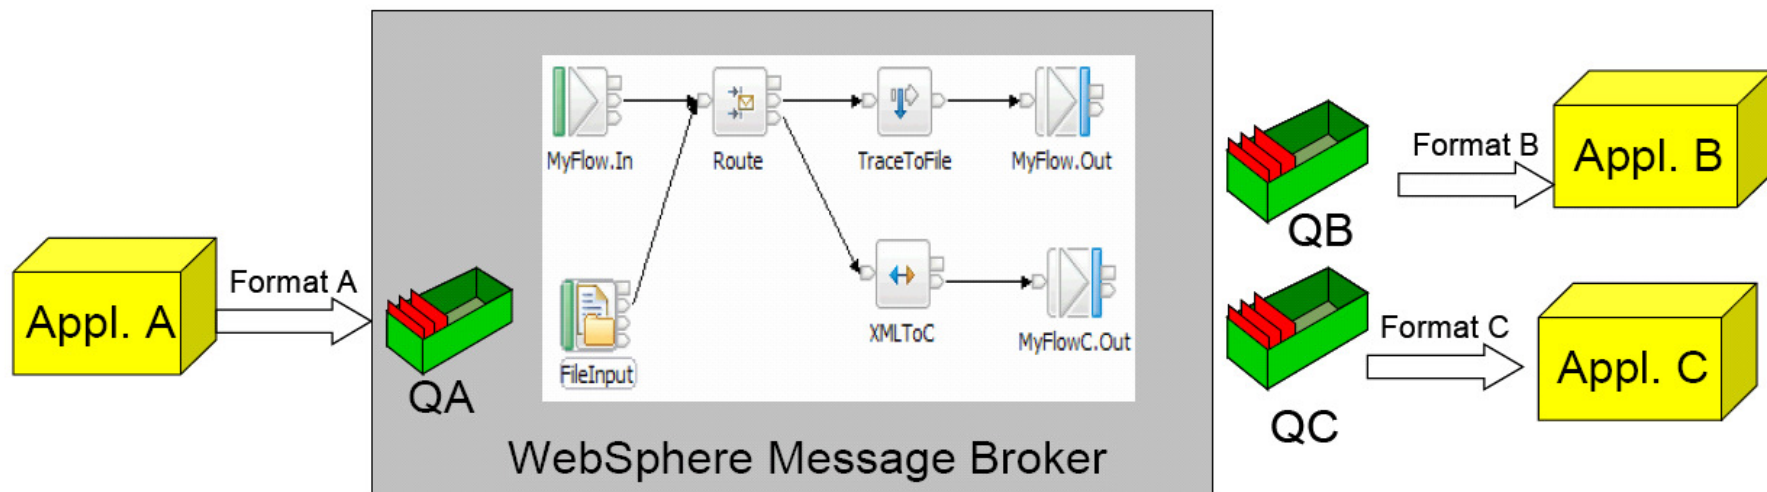 Appl. A
Format A
QA
MyFlow.In
Route
TraceToFile
MyFlow.Out
FileInput
XMLToC
MyFlowC.Out
WebSphere Message Broker
QB
Format B
Appl. B
QC
Format C
Appl. C